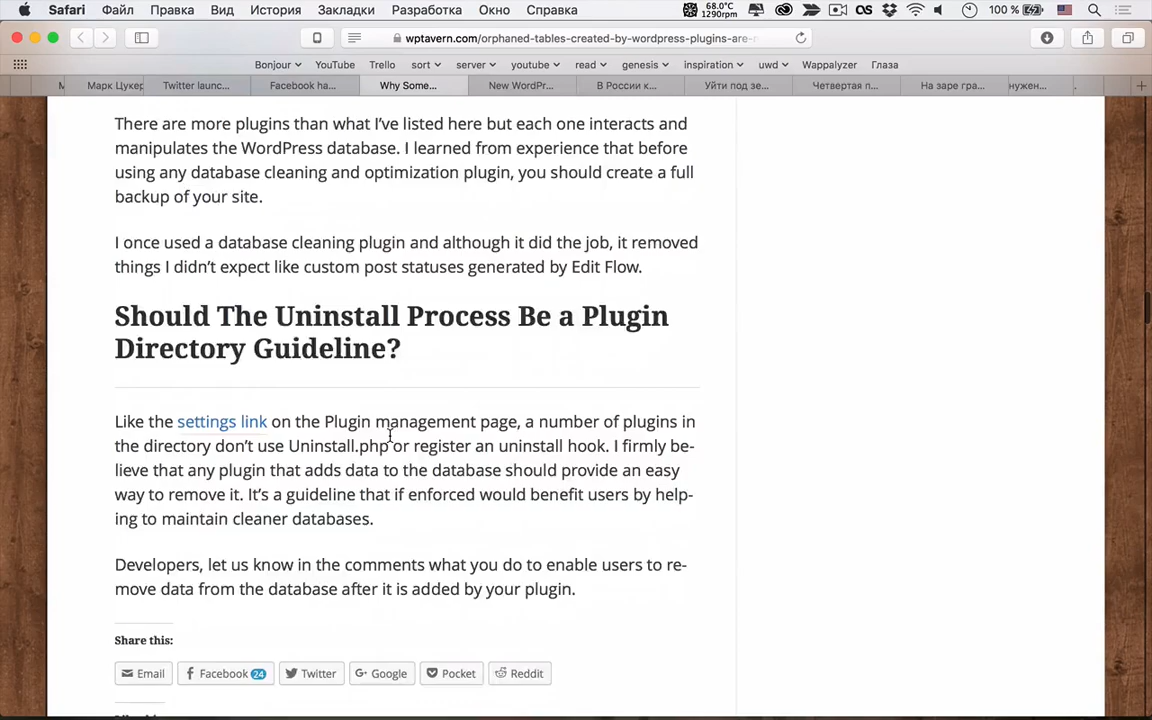 Safari Файл Правка Вид История Закладки Разработка Окно Справка 68.0°C 1290rpm 100 %
wptavern.com/orphaned-tables-created-by-wordpress-plugins-are-
Bonjour YouTube Trello sort server youtube read genesis inspiration uwd Wappalyzer Глаза
М Марк Цукер Twitter launc... Facebook ha... Why Some... New WordPr... В России к... Уйти под зе... Четвертая п... На заре гра... нужен...
There are more plugins than what I've listed here but each one interacts and
manipulates the WordPress database. I learned from experience that before
using any database cleaning and optimization plugin, you should create a full
backup of your site.
I once used a database cleaning plugin and although it did the job, it removed
things I didn't expect like custom post statuses generated by Edit Flow.
Should The Uninstall Process Be a Plugin
Directory Guideline?
Like the settings link on the Plugin management page, a number of plugins in
the directory don't use Uninstall.php or register an uninstall hook. I firmly be-
lieve that any plugin that adds data to the database should provide an easy
way to remove it. It's a guideline that if enforced would benefit users by help-
ing to maintain cleaner databases.
Developers, let us know in the comments what you do to enable users to re-
move data from the database after it is added by your plugin.
Share this:
Email Facebook 24 Twitter Google Pocket Reddit